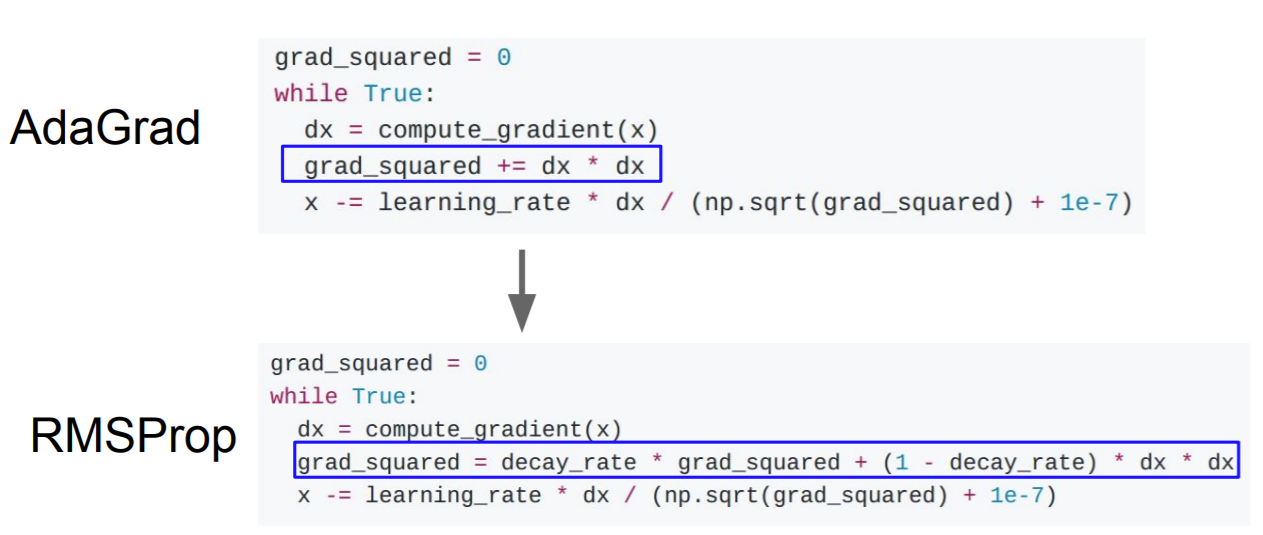 AdaGrad
grad_squared = 0
while True:
  dx = compute_gradient(x)
  grad_squared += dx * dx
  x -= learning_rate * dx / (np.sqrt(grad_squared) + 1e-7)
RMSProp
grad_squared = 0
while True:
  dx = compute_gradient(x)
  grad_squared = decay_rate * grad_squared + (1 - decay_rate) * dx * dx
  x -= learning_rate * dx / (np.sqrt(grad_squared) + 1e-7)